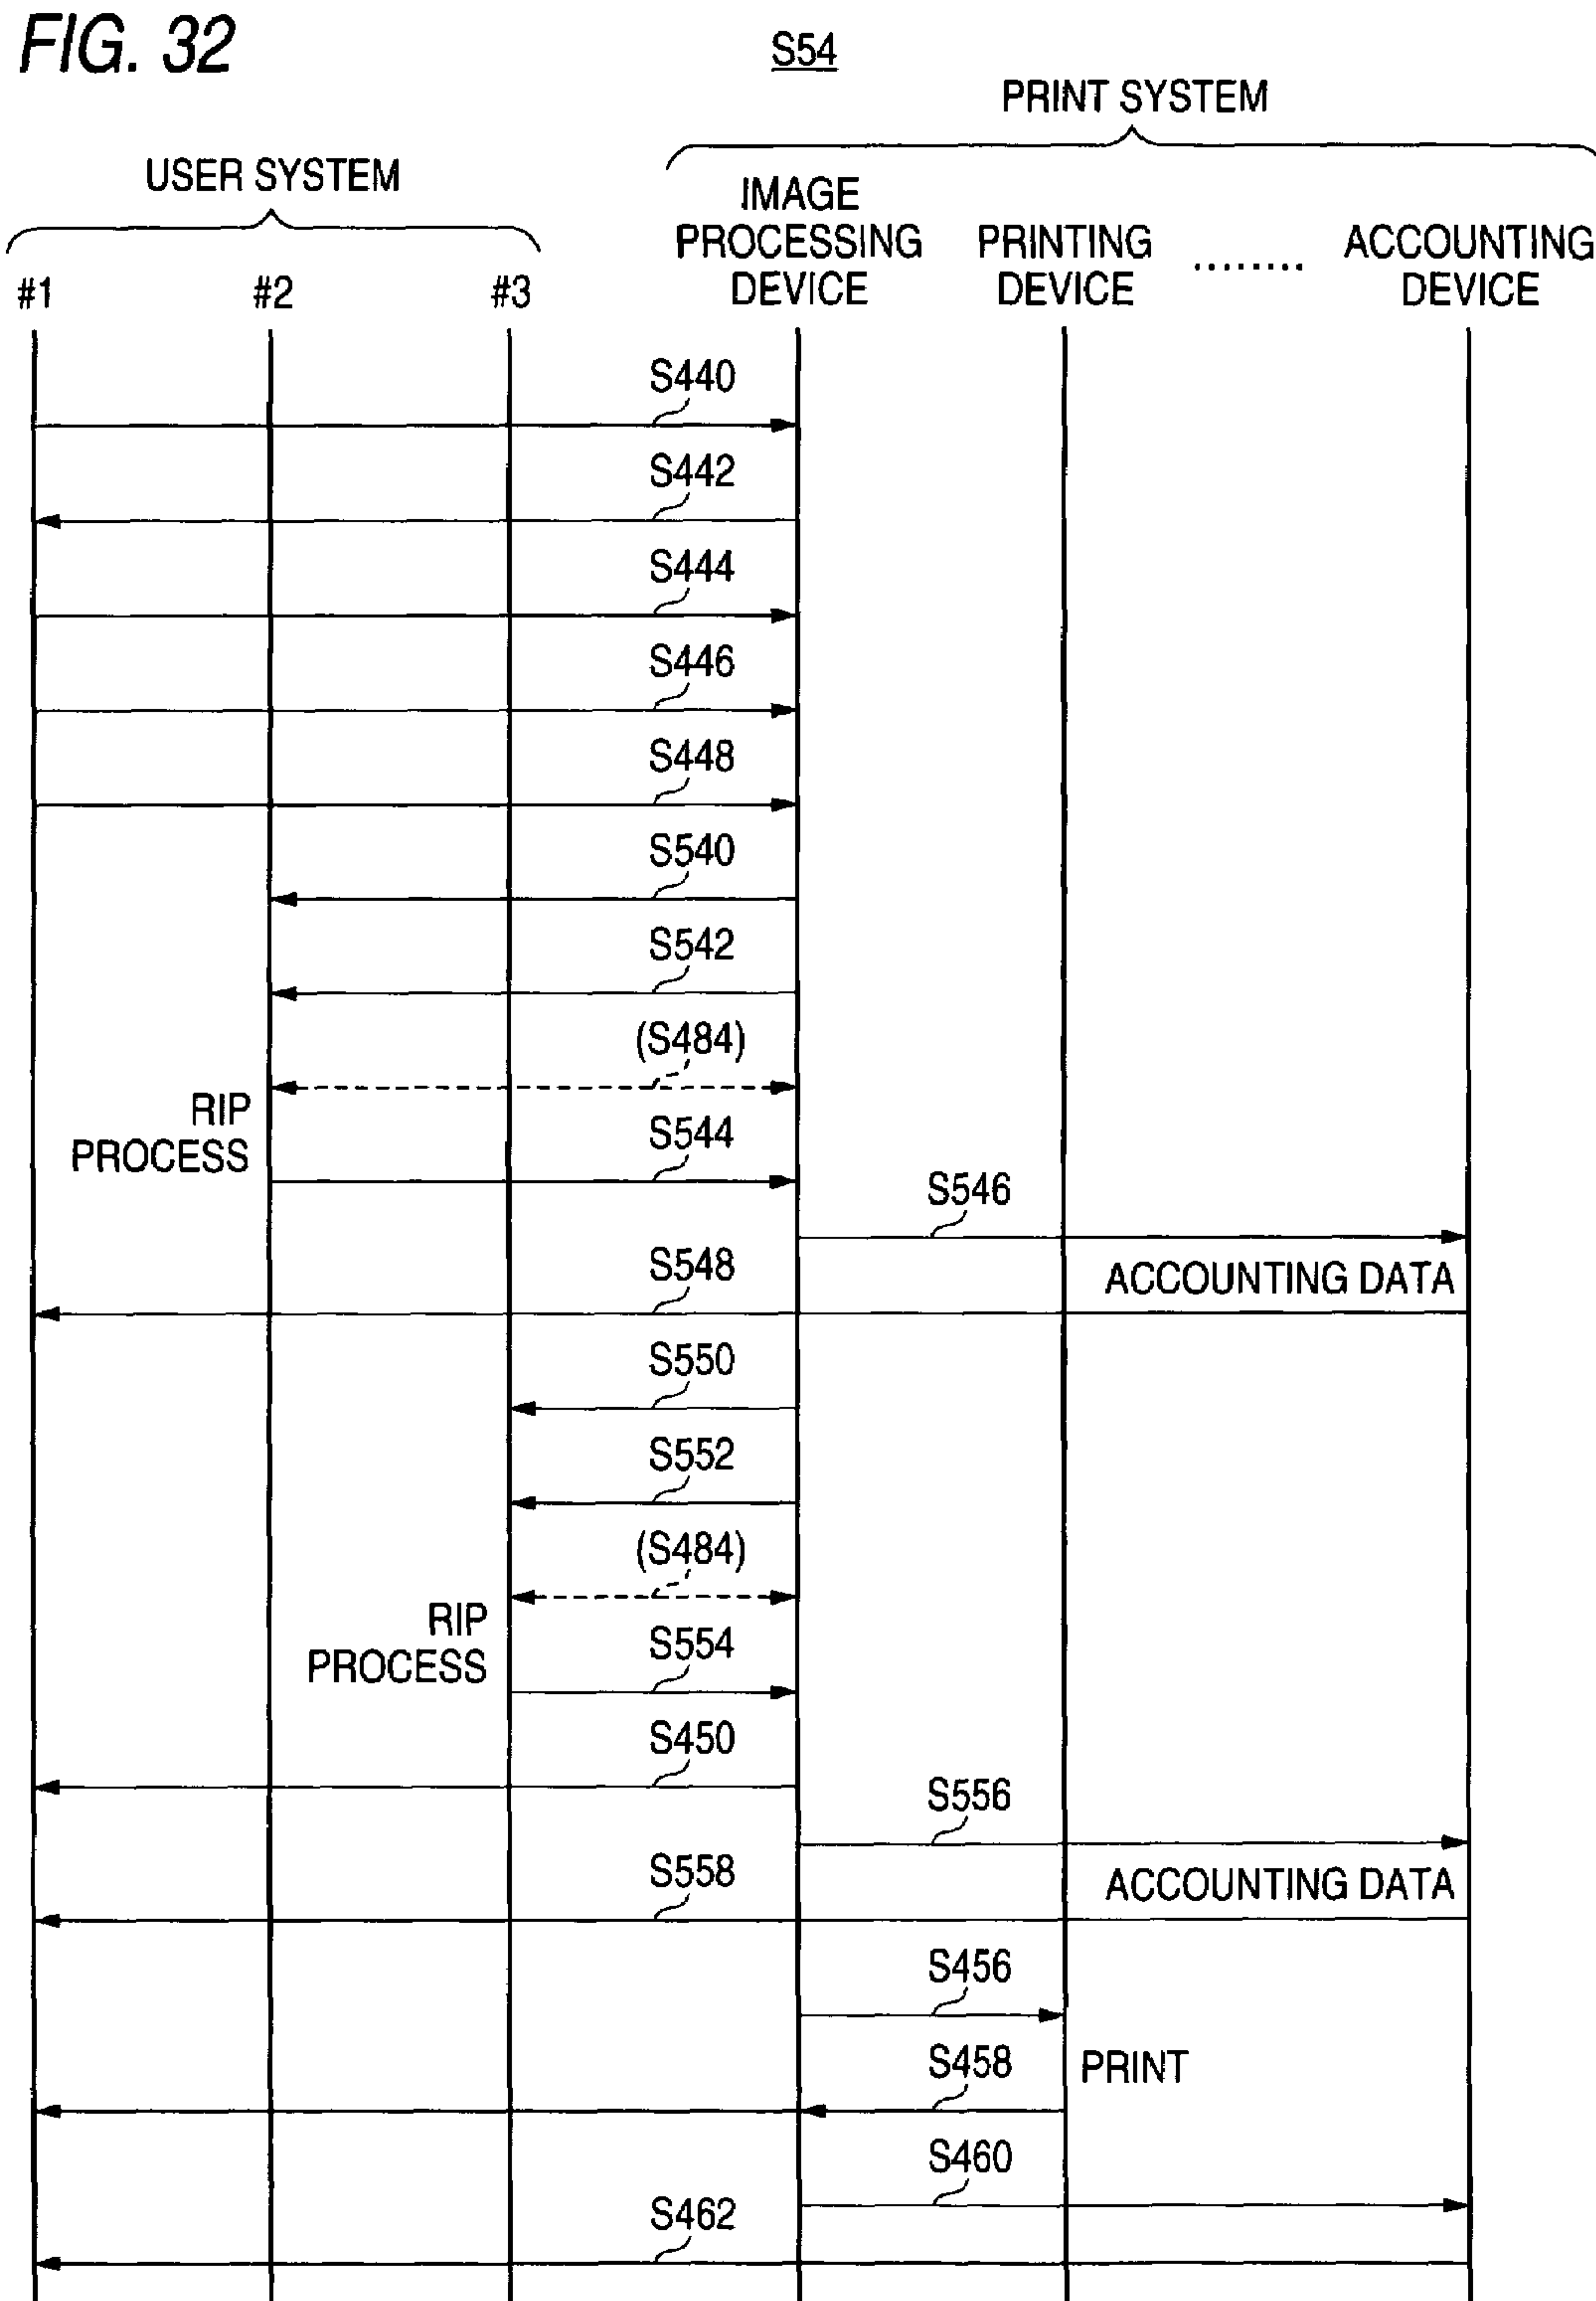 FIG. 32
S54
PRINT SYSTEM
USER SYSTEM
IMAGE
PROCESSING
DEVICE
PRINTING
DEVICE
........
ACCOUNTING
DEVICE
#1
#2
#3
S440
S442
S444
S446
S448
S540
S542
(S484)
RIP
PROCESS
S544
S546
ACCOUNTING DATA
S548
S550
S552
(S484)
RIP
PROCESS
S554
S450
S556
ACCOUNTING DATA
S558
S456
PRINT
S458
S460
S462